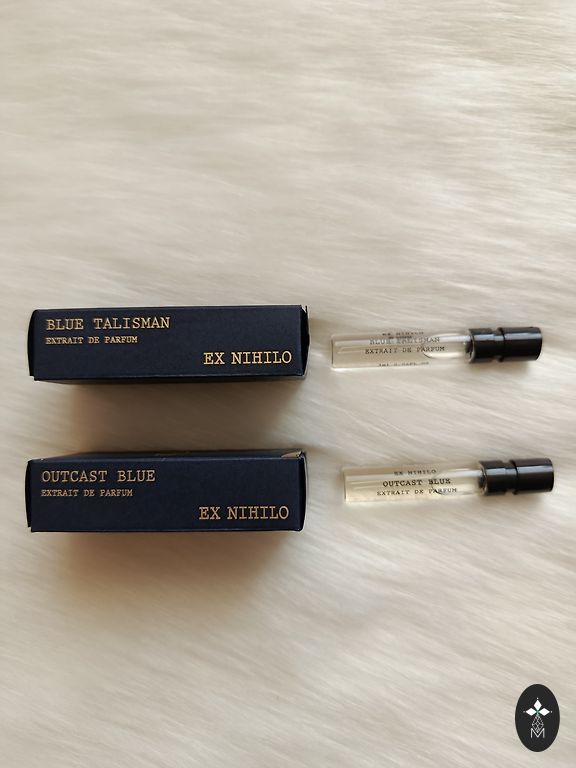 BLUE TALISMAN
EXTRAIT DE PARFUM
EX NIHILO
EX NIHILO
BLUE TALISMAN
EXTRAIT DE PARFUM
OUTCAST BLUE
EXTRAIT DE PARFUM
EX NIHILO
EX NIHILO
OUTCAST BLUE
EXTRAIT DE PARFUM
M